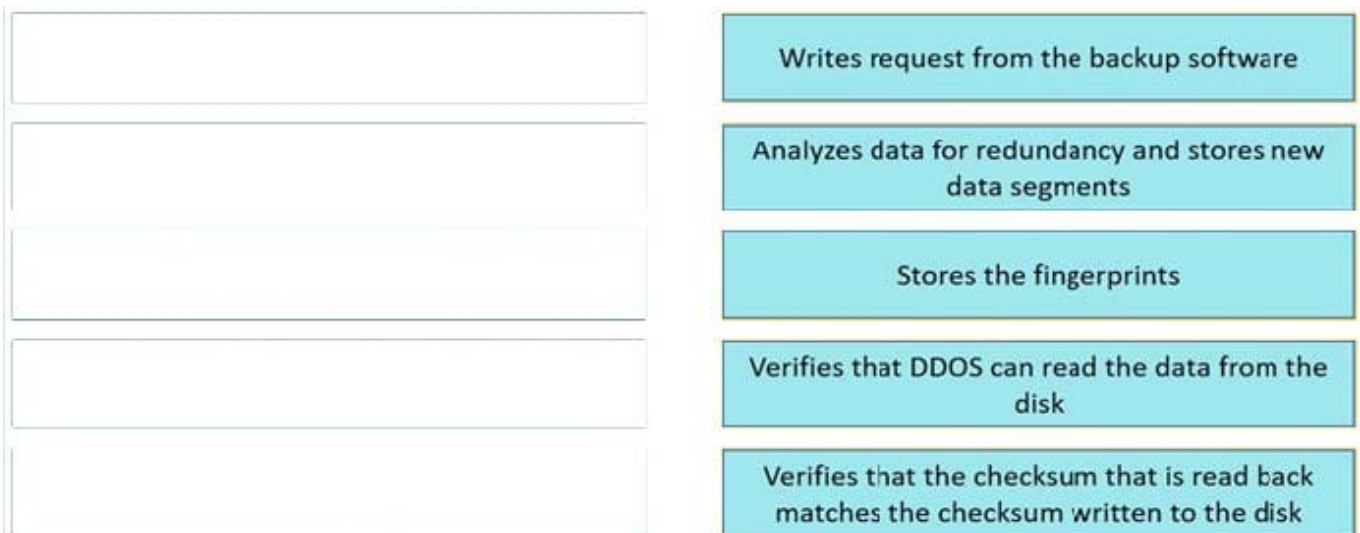 Writes request from the backup software
Analyzes data for redundancy and stores new
data segments
Stores the fingerprints
Verifies that DDOS can read the data from the
disk
Verifies that the checksum that is read back
matches the checksum written to the disk